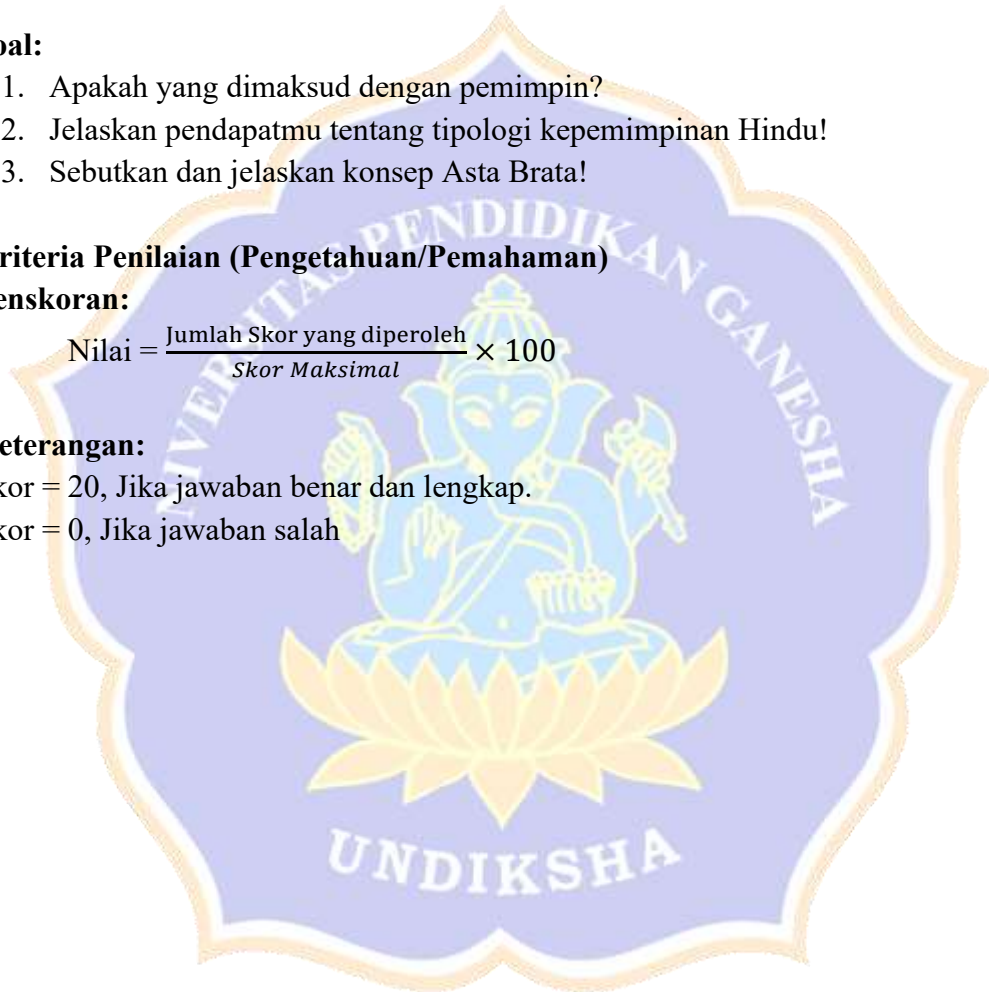 oal:
1. Apakah yang dimaksud dengan pemimpin?
2. Jelaskan pendapatmu tentang tipologi kepemimpinan Hindu!
3. Sebutkan dan jelaskan konsep Asta Brata!
riteria Penilaian (Pengetahuan/Pemahaman)
enskoran:
Nilai = Jumlah Skor yang diperoleh / Skor Maksimal × 100
eterangan:
kor = 20, Jika jawaban benar dan lengkap.
kor = 0, Jika jawaban salah
NIVERSITAS PENDIDIKAN GANESHA
UNDIKSHA